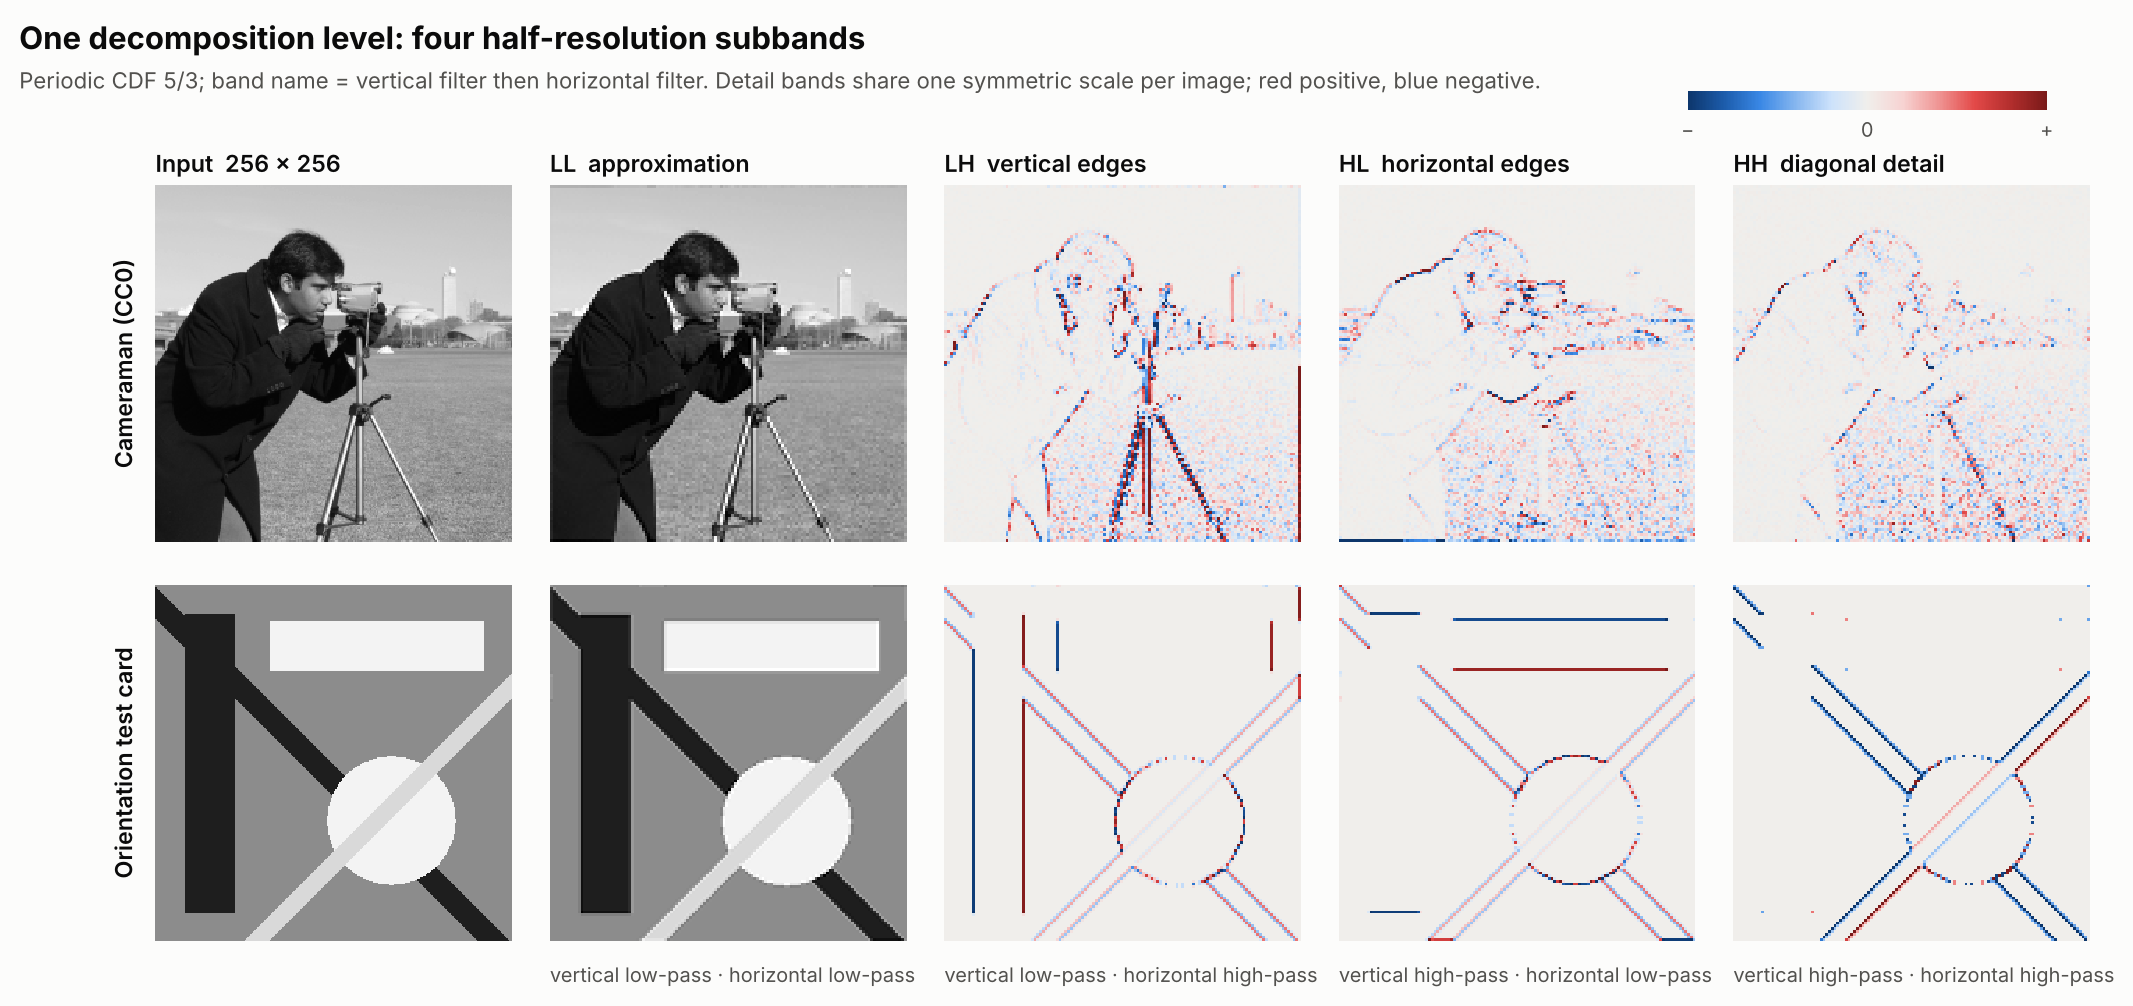 One decomposition level: four half-resolution subbands
Periodic CDF 5/3; band name = vertical filter then horizontal filter. Detail bands share one symmetric scale per image; red positive, blue negative.
− 0 +
Input 256 × 256
LL approximation
LH vertical edges
HL horizontal edges
HH diagonal detail
Cameraman (CC0)
Orientation test card
vertical low-pass · horizontal low-pass
vertical low-pass · horizontal high-pass
vertical high-pass · horizontal low-pass
vertical high-pass · horizontal high-pass